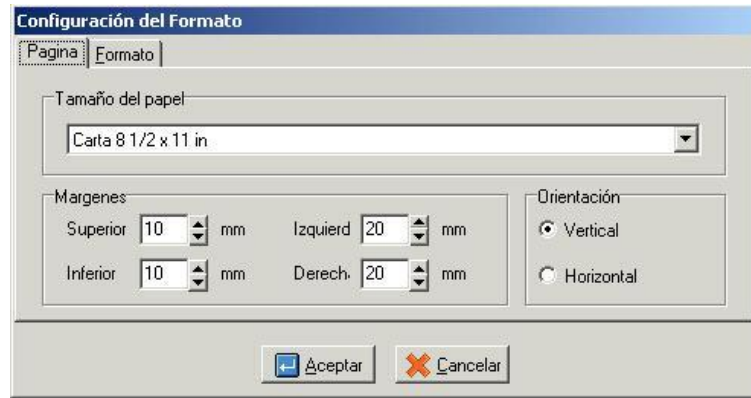 Configuración del Formato
Pagina Formato
Tamaño del papel
Carta 8 1/2 x 11 in
Margenes
Orientación
Superior 10 mm Izquierd 20 mm Vertical
Inferior 10 mm Derech 20 mm Horizontal
Aceptar Cancelar